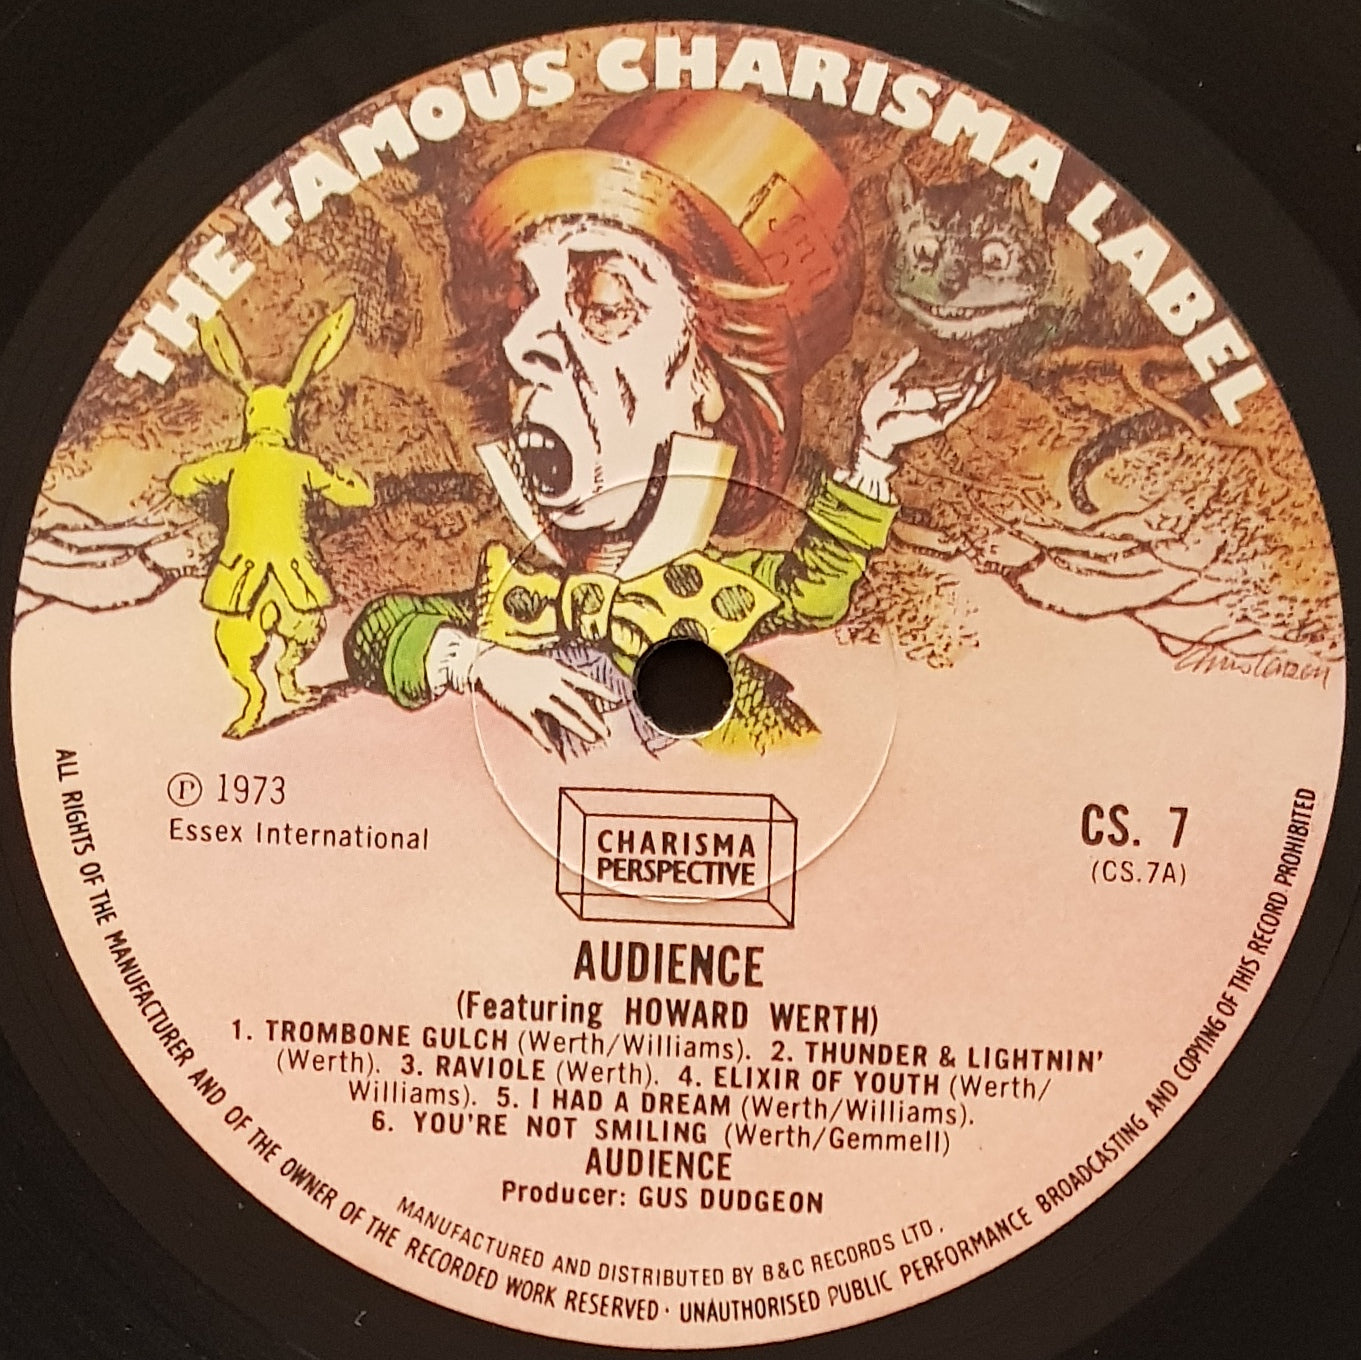 THE FAMOUS CHARISMA LABEL
Christensen
℗ 1973
Essex International
CHARISMA
PERSPECTIVE
CS. 7
(CS.7A)
AUDIENCE
(Featuring HOWARD WERTH)
1. TROMBONE GULCH (Werth/Williams). 2. THUNDER & LIGHTNIN'
(Werth). 3. RAVIOLE (Werth). 4. ELIXIR OF YOUTH (Werth/
Williams). 5. I HAD A DREAM (Werth/Williams).
6. YOU'RE NOT SMILING (Werth/Gemmell)
AUDIENCE
Producer: GUS DUDGEON
MANUFACTURED AND DISTRIBUTED BY B&C RECORDS LTD.
ALL RIGHTS OF THE MANUFACTURER AND OF THE OWNER OF THE RECORDED WORK RESERVED · UNAUTHORISED PUBLIC PERFORMANCE BROADCASTING AND COPYING OF THIS RECORD PROHIBITED